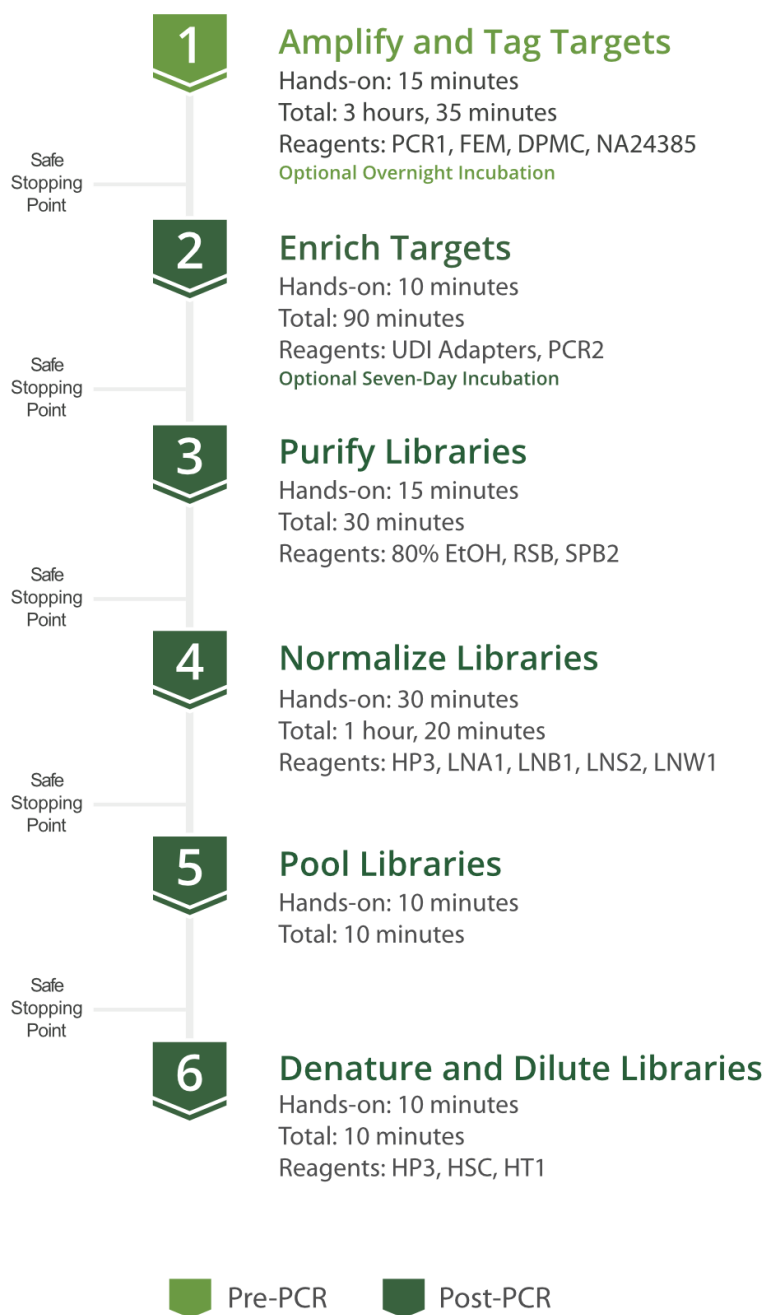 1
Amplify and Tag Targets
Hands-on: 15 minutes
Total: 3 hours, 35 minutes
Reagents: PCR1, FEM, DPMC, NA24385
Optional Overnight Incubation
Safe
Stopping
Point
2
Enrich Targets
Hands-on: 10 minutes
Total: 90 minutes
Reagents: UDI Adapters, PCR2
Optional Seven-Day Incubation
Safe
Stopping
Point
3
Purify Libraries
Hands-on: 15 minutes
Total: 30 minutes
Reagents: 80% EtOH, RSB, SPB2
Safe
Stopping
Point
4
Normalize Libraries
Hands-on: 30 minutes
Total: 1 hour, 20 minutes
Reagents: HP3, LNA1, LNB1, LNS2, LNW1
Safe
Stopping
Point
5
Pool Libraries
Hands-on: 10 minutes
Total: 10 minutes
Safe
Stopping
Point
6
Denature and Dilute Libraries
Hands-on: 10 minutes
Total: 10 minutes
Reagents: HP3, HSC, HT1
Pre-PCR
Post-PCR